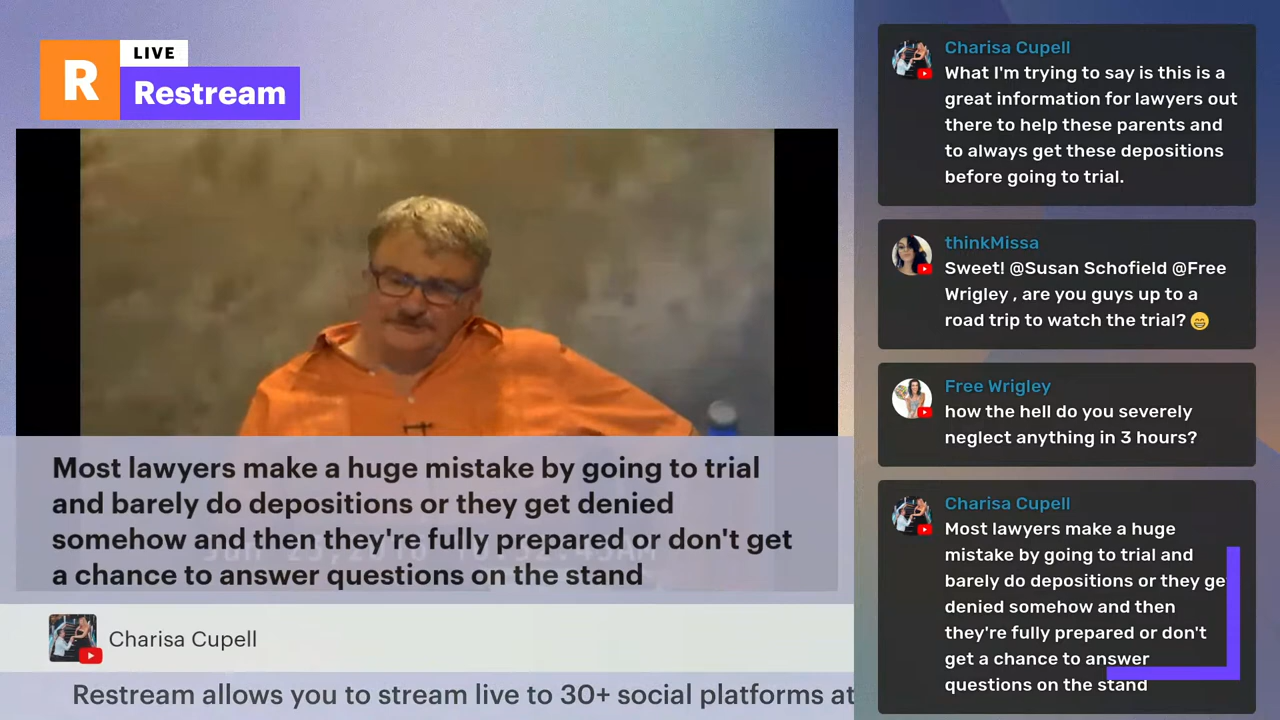 R
LIVE
Restream
Most lawyers make a huge mistake by going to trial
and barely do depositions or they get denied
somehow and then they're fully prepared or don't get
a chance to answer questions on the stand
Charisa Cupell
Restream allows you to stream live to 30+ social platforms at
Charisa Cupell
What I'm trying to say is this is a
great information for lawyers out
there to help these parents and
to always get these depositions
before going to trial.
thinkMissa
Sweet! @Susan Schofield @Free
Wrigley , are you guys up to a
road trip to watch the trial? 😁
Free Wrigley
how the hell do you severely
neglect anything in 3 hours?
Charisa Cupell
Most lawyers make a huge
mistake by going to trial and
barely do depositions or they ge
denied somehow and then
they're fully prepared or don't
get a chance to answer
questions on the stand